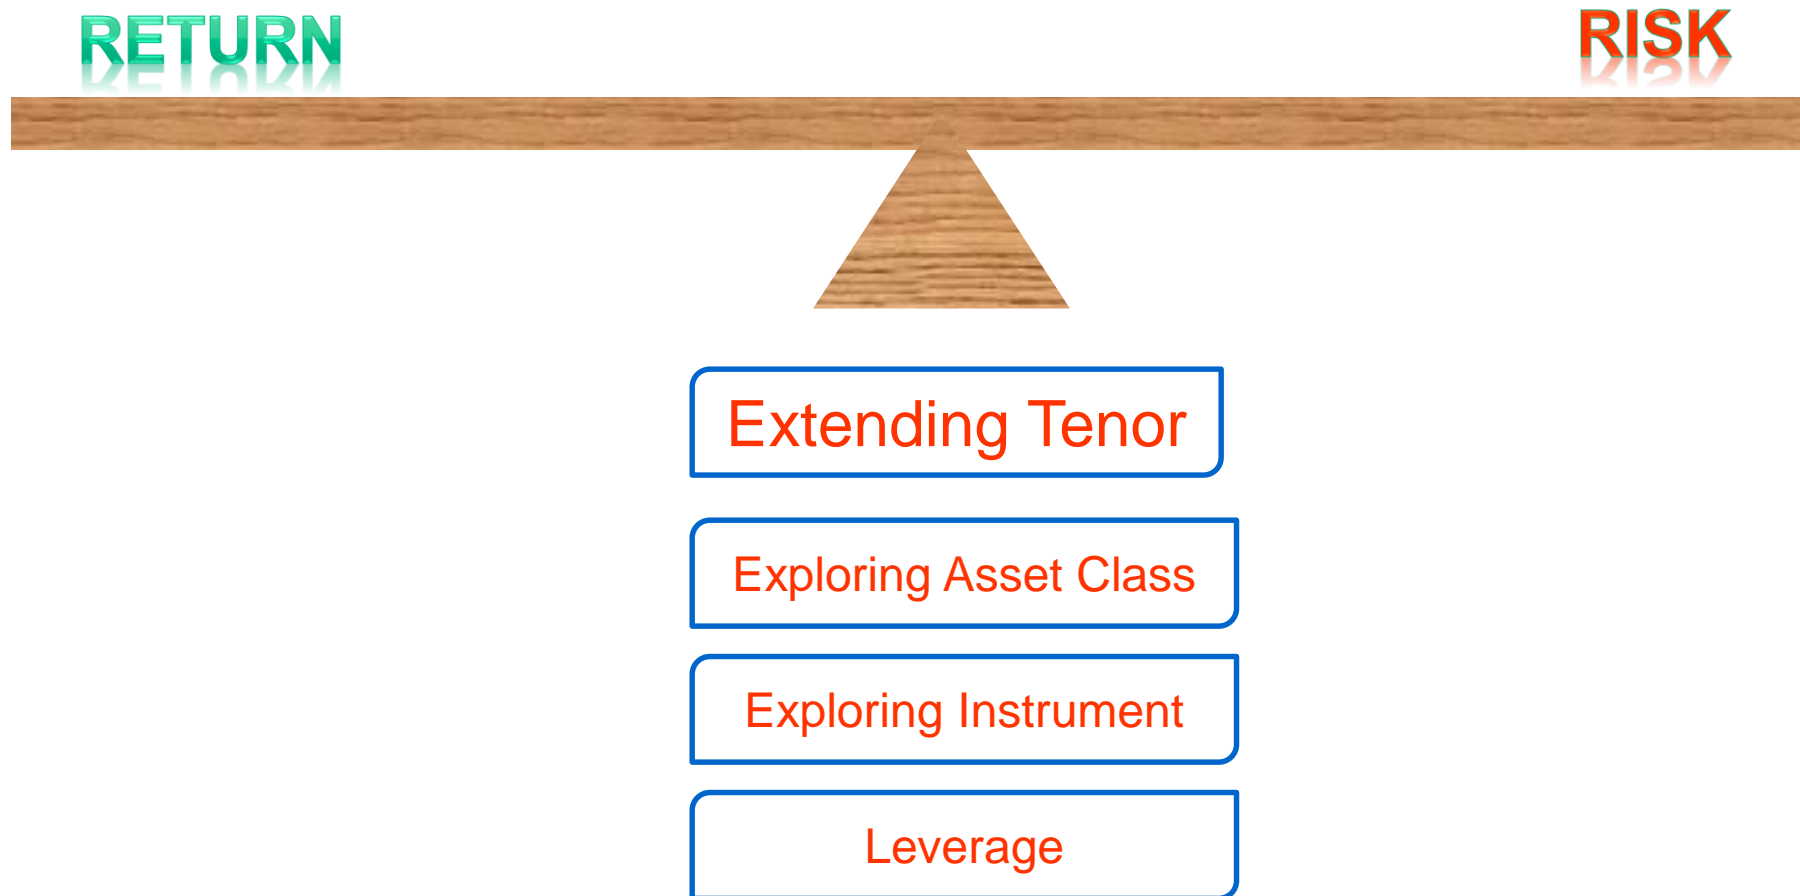 RETURN
RISK
Extending Tenor
Exploring Asset Class
Exploring Instrument
Leverage